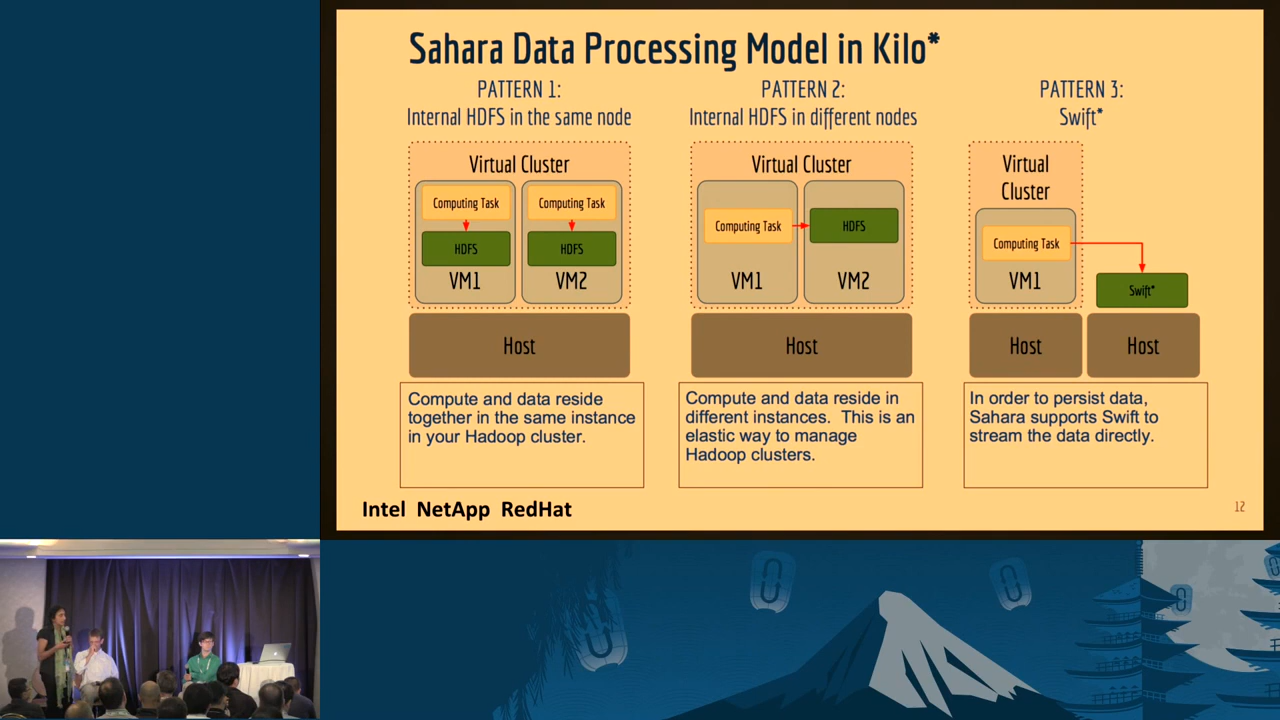 Sahara Data Processing Model in Kilo*
PATTERN 1:
Internal HDFS in the same node
Virtual Cluster
Computing Task
Computing Task
HDFS
HDFS
VM1
VM2
Host
Compute and data reside
together in the same instance
in your Hadoop cluster.
PATTERN 2:
Internal HDFS in different nodes
Virtual Cluster
Computing Task
HDFS
VM1
VM2
Host
Compute and data reside in
different instances. This is an
elastic way to manage
Hadoop clusters.
PATTERN 3:
Swift*
Virtual
Cluster
Computing Task
VM1
Swift*
Host
Host
In order to persist data,
Sahara supports Swift to
stream the data directly.
Intel NetApp RedHat
12